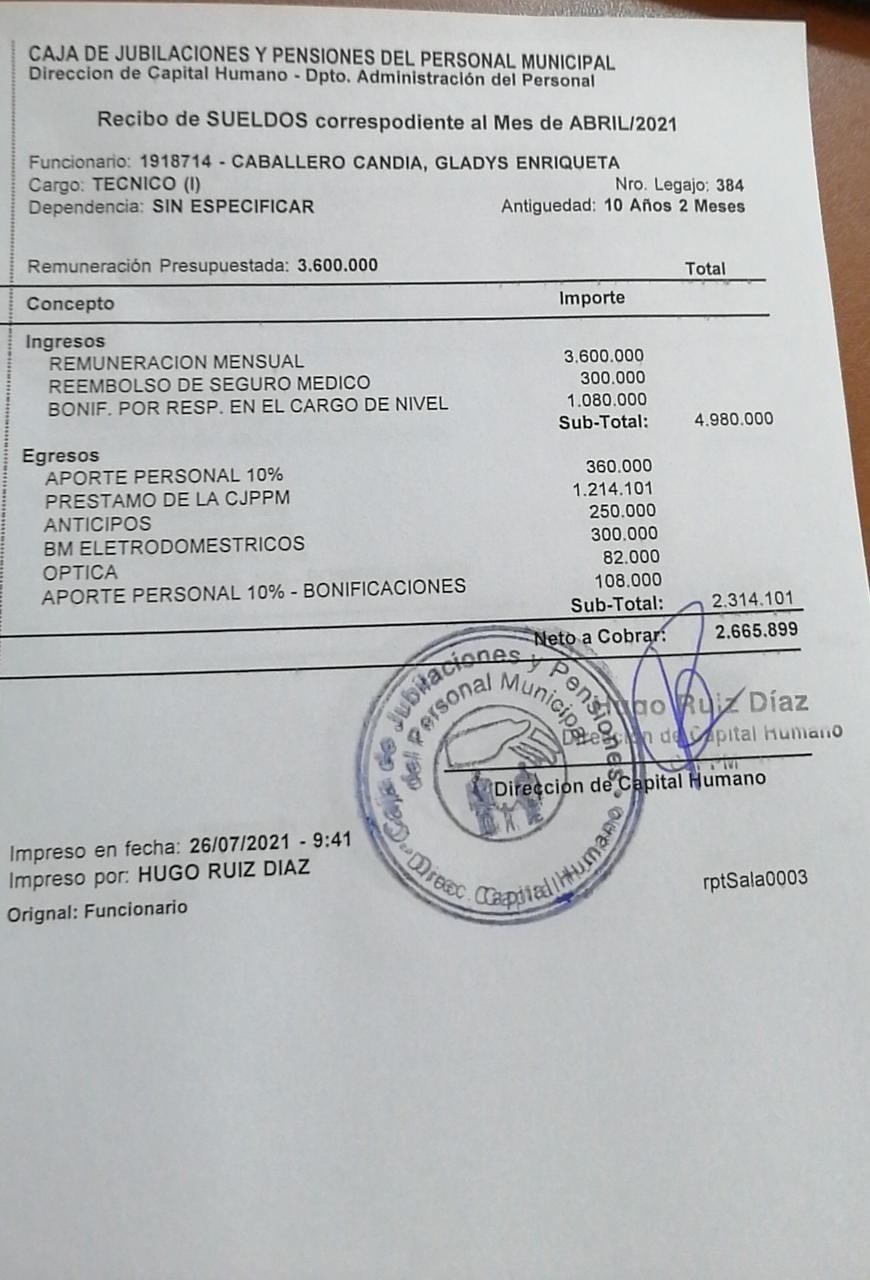 CAJA DE JUBILACIONES Y PENSIONES DEL PERSONAL MUNICIPAL
Direccion de Capital Humano - Dpto. Administración del Personal
Recibo de SUELDOS correspodiente al Mes de ABRIL/2021
Funcionario: 1918714 - CABALLERO CANDIA, GLADYS ENRIQUETA
Cargo: TECNICO (I) Nro. Legajo: 384
Dependencia: SIN ESPECIFICAR Antiguedad: 10 Años 2 Meses
Remuneración Presupuestada: 3.600.000 Total
Concepto Importe
Ingresos
REMUNERACION MENSUAL 3.600.000
REEMBOLSO DE SEGURO MEDICO 300.000
BONIF. POR RESP. EN EL CARGO DE NIVEL 1.080.000
Sub-Total: 4.980.000
Egresos
APORTE PERSONAL 10% 360.000
PRESTAMO DE LA CJPPM 1.214.101
ANTICIPOS 250.000
BM ELETRODOMESTRICOS 300.000
OPTICA 82.000
APORTE PERSONAL 10% - BONIFICACIONES 108.000
Sub-Total: 2.314.101
Neto a Cobrar: 2.665.899
Caja de Jubilaciones y Pensiones
del Personal Municipal
Direcc. Capital Humano
Hugo Ruiz Díaz
Dirección de Capital Humano
Direccion de Capital Humano
Impreso en fecha: 26/07/2021 - 9:41
Impreso por: HUGO RUIZ DIAZ
rptSala0003
Orignal: Funcionario